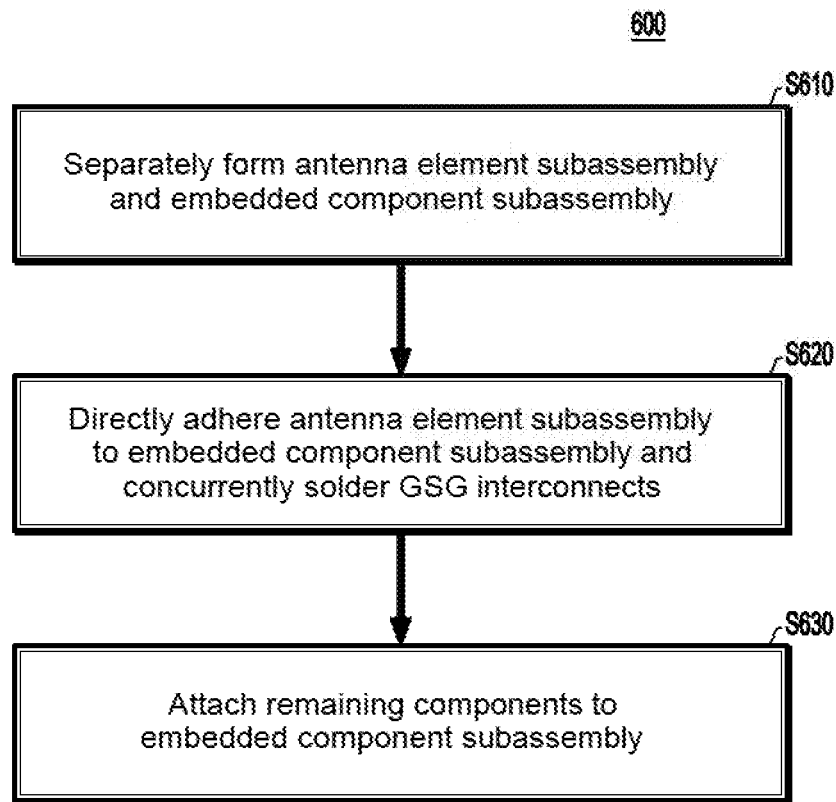 600
S610
Separately form antenna element subassembly
and embedded component subassembly
S620
Directly adhere antenna element subassembly
to embedded component subassembly and
concurrently solder GSG interconnects
S630
Attach remaining components to
embedded component subassembly